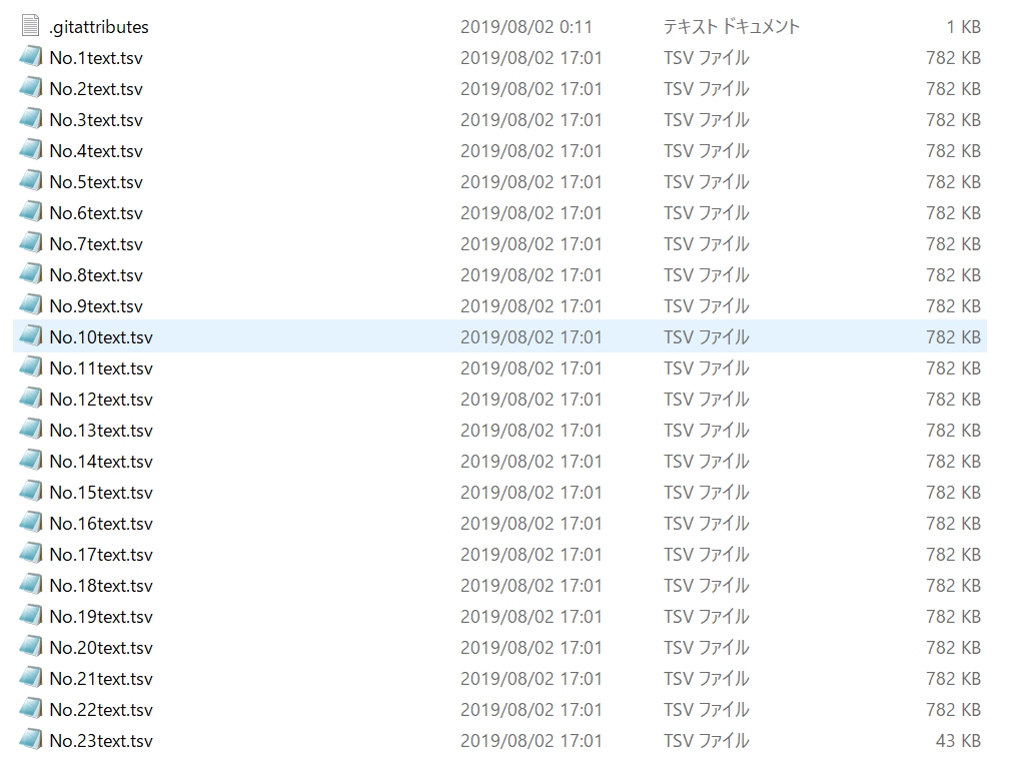 .gitattributes 2019/08/02 0:11 テキスト ドキュメント 1 KB
No.1text.tsv 2019/08/02 17:01 TSV ファイル 782 KB
No.2text.tsv 2019/08/02 17:01 TSV ファイル 782 KB
No.3text.tsv 2019/08/02 17:01 TSV ファイル 782 KB
No.4text.tsv 2019/08/02 17:01 TSV ファイル 782 KB
No.5text.tsv 2019/08/02 17:01 TSV ファイル 782 KB
No.6text.tsv 2019/08/02 17:01 TSV ファイル 782 KB
No.7text.tsv 2019/08/02 17:01 TSV ファイル 782 KB
No.8text.tsv 2019/08/02 17:01 TSV ファイル 782 KB
No.9text.tsv 2019/08/02 17:01 TSV ファイル 782 KB
No.10text.tsv 2019/08/02 17:01 TSV ファイル 782 KB
No.11text.tsv 2019/08/02 17:01 TSV ファイル 782 KB
No.12text.tsv 2019/08/02 17:01 TSV ファイル 782 KB
No.13text.tsv 2019/08/02 17:01 TSV ファイル 782 KB
No.14text.tsv 2019/08/02 17:01 TSV ファイル 782 KB
No.15text.tsv 2019/08/02 17:01 TSV ファイル 782 KB
No.16text.tsv 2019/08/02 17:01 TSV ファイル 782 KB
No.17text.tsv 2019/08/02 17:01 TSV ファイル 782 KB
No.18text.tsv 2019/08/02 17:01 TSV ファイル 782 KB
No.19text.tsv 2019/08/02 17:01 TSV ファイル 782 KB
No.20text.tsv 2019/08/02 17:01 TSV ファイル 782 KB
No.21text.tsv 2019/08/02 17:01 TSV ファイル 782 KB
No.22text.tsv 2019/08/02 17:01 TSV ファイル 782 KB
No.23text.tsv 2019/08/02 17:01 TSV ファイル 43 KB